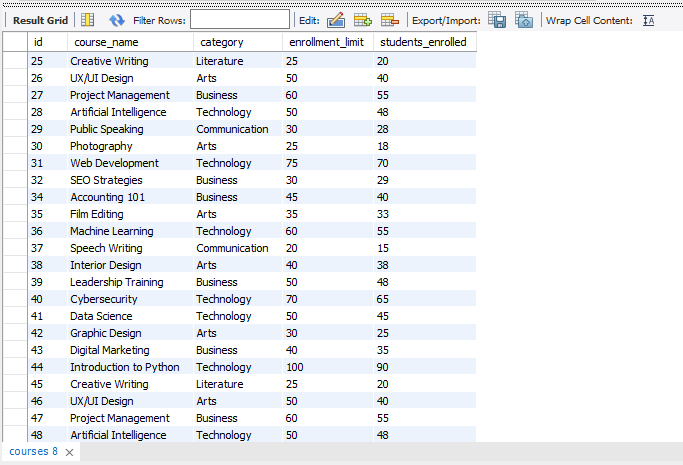 Result Grid Filter Rows: Edit: Export/Import: Wrap Cell Content: IA
id course_name category enrollment_limit students_enrolled
25 Creative Writing Literature 25 20
26 UX/UI Design Arts 50 40
27 Project Management Business 60 55
28 Artificial Intelligence Technology 50 48
29 Public Speaking Communication 30 28
30 Photography Arts 25 18
31 Web Development Technology 75 70
32 SEO Strategies Business 30 29
34 Accounting 101 Business 45 40
35 Film Editing Arts 35 33
36 Machine Learning Technology 60 55
37 Speech Writing Communication 20 15
38 Interior Design Arts 40 38
39 Leadership Training Business 50 48
40 Cybersecurity Technology 70 65
41 Data Science Technology 50 45
42 Graphic Design Arts 30 25
43 Digital Marketing Business 40 35
44 Introduction to Python Technology 100 90
45 Creative Writing Literature 25 20
46 UX/UI Design Arts 50 40
47 Project Management Business 60 55
48 Artificial Intelligence Technology 50 48
courses 8